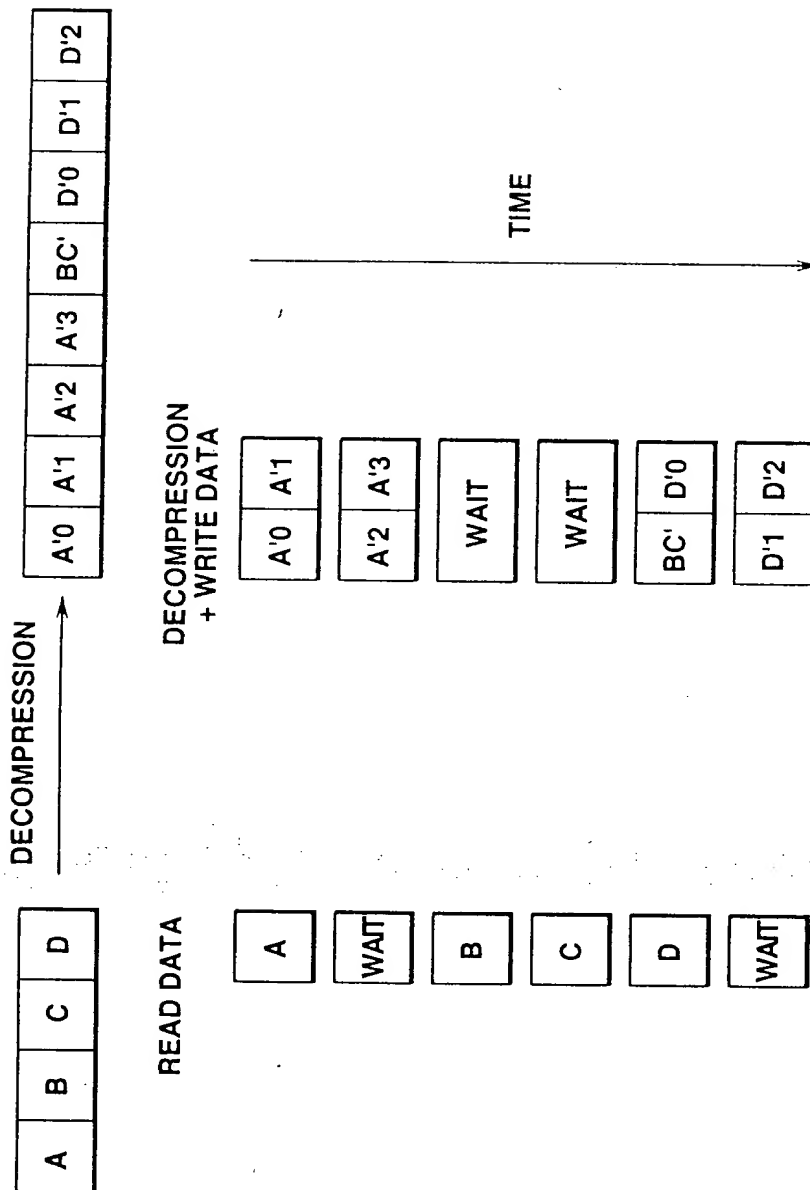 A B C D
DECOMPRESSION
A'0 A'1 A'2 A'3 BC' D'0 D'1 D'2
READ DATA
DECOMPRESSION
+ WRITE DATA
A
A'0 A'1
WAIT
A'2 A'3
B
WAIT
C
WAIT
D
BC' D'0
WAIT
D'1 D'2
TIME